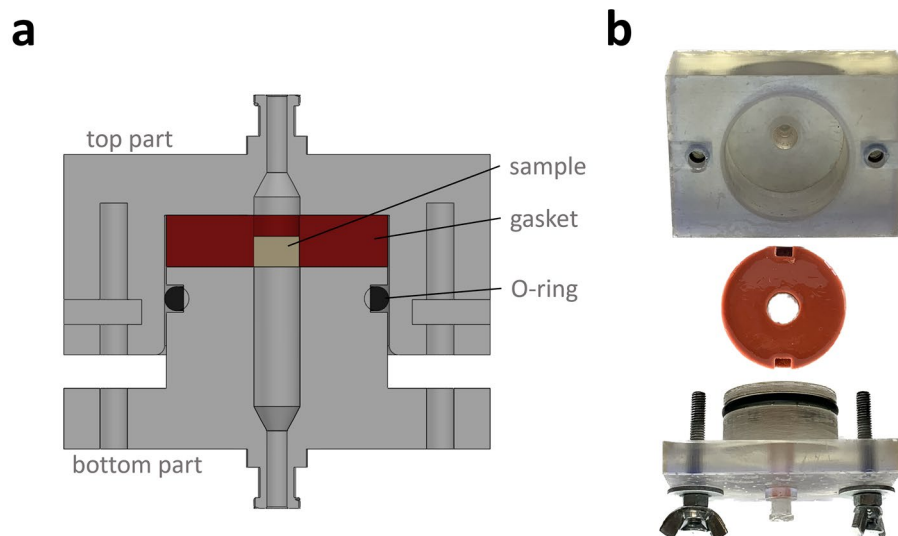 a
b
top part
sample
gasket
O-ring
bottom part